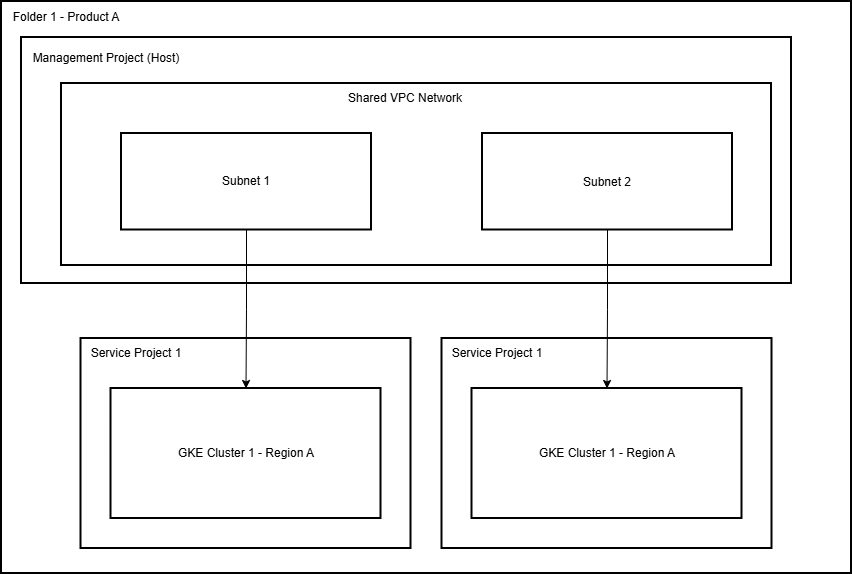 Folder 1 - Product A
Management Project (Host)
Shared VPC Network
Subnet 1
Subnet 2
Service Project 1
Service Project 1
GKE Cluster 1 - Region A
GKE Cluster 1 - Region A